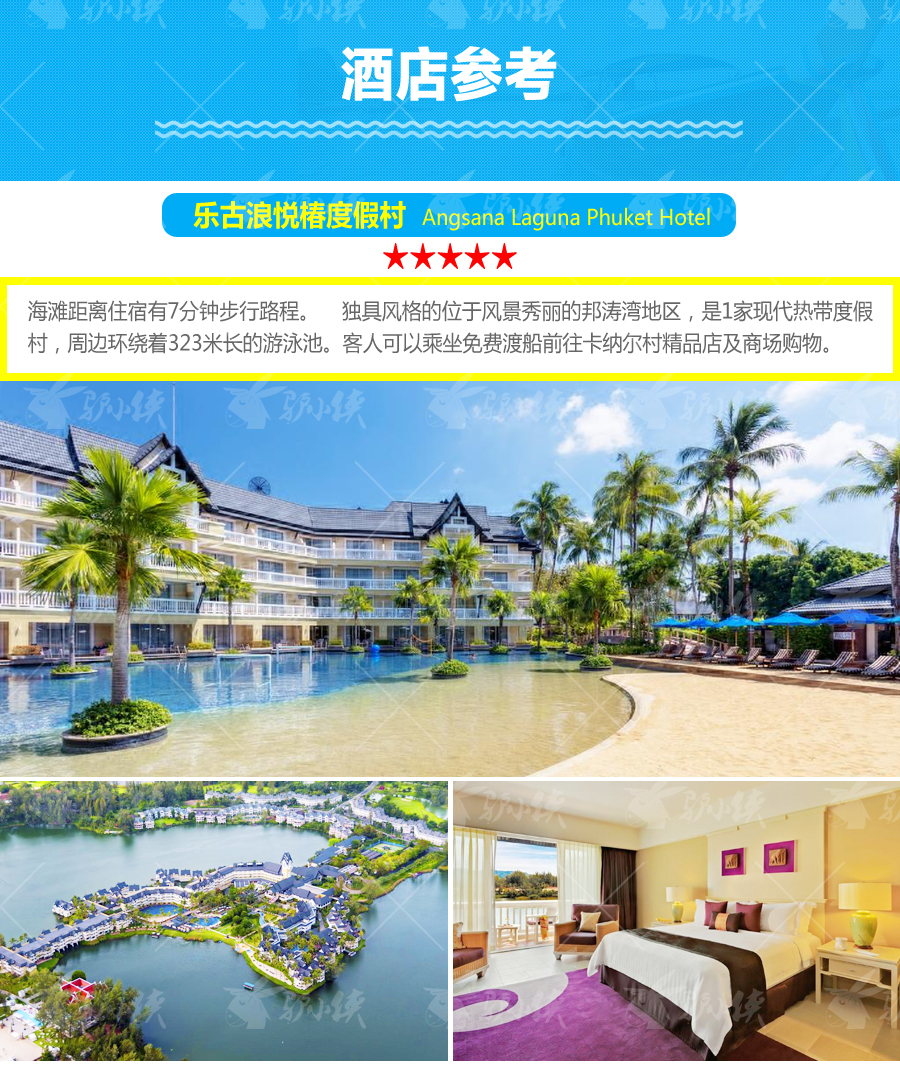 酒店参考
乐古浪悦椿度假村 Angsana Laguna Phuket Hotel
海滩距离住宿有7分钟步行路程。 独具风格的位于风景秀丽的邦涛湾地区，是1家现代热带度假
村，周边环绕着323米长的游泳池。客人可以乘坐免费渡船前往卡纳尔村精品店及商场购物。
驴小侠